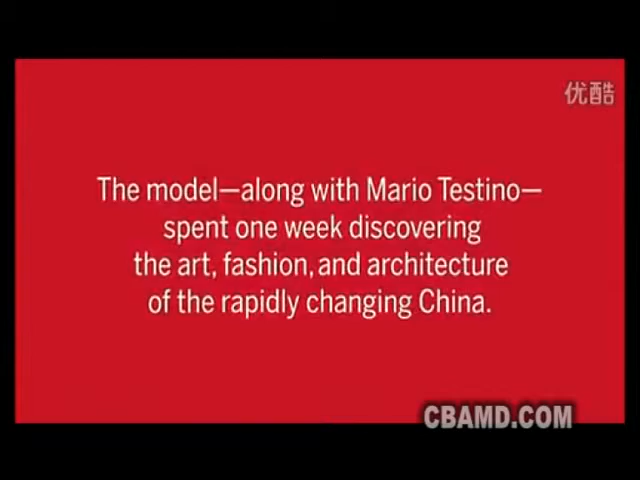 优酷
The model—along with Mario Testino—
spent one week discovering
the art, fashion, and architecture
of the rapidly changing China.
CBAMD.COM